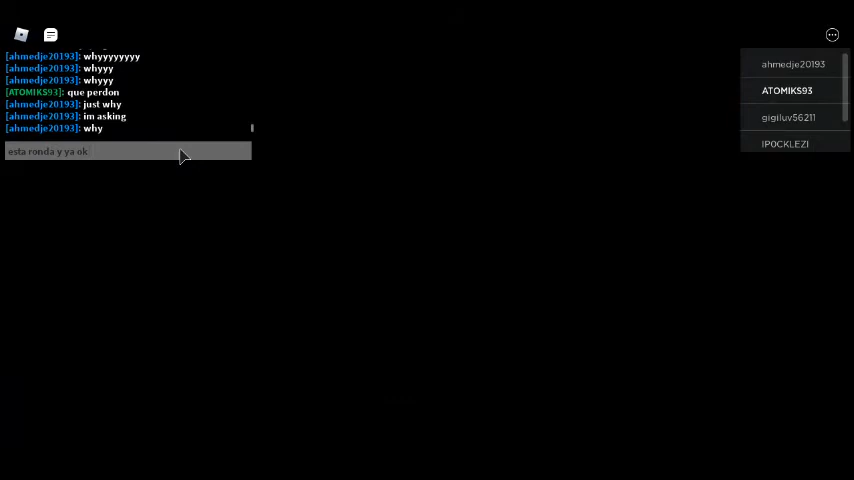 [ahmedje20193]: whyyyyyyyy
[ahmedje20193]: whyyy
[ahmedje20193]: whyyy
[ATOMIKS93]: que perdon
[ahmedje20193]: just why
[ahmedje20193]: im asking
[ahmedje20193]: why
esta ronda y ya ok
ahmedje20193
ATOMIKS93
gigiluv56211
IP0CKLEZI